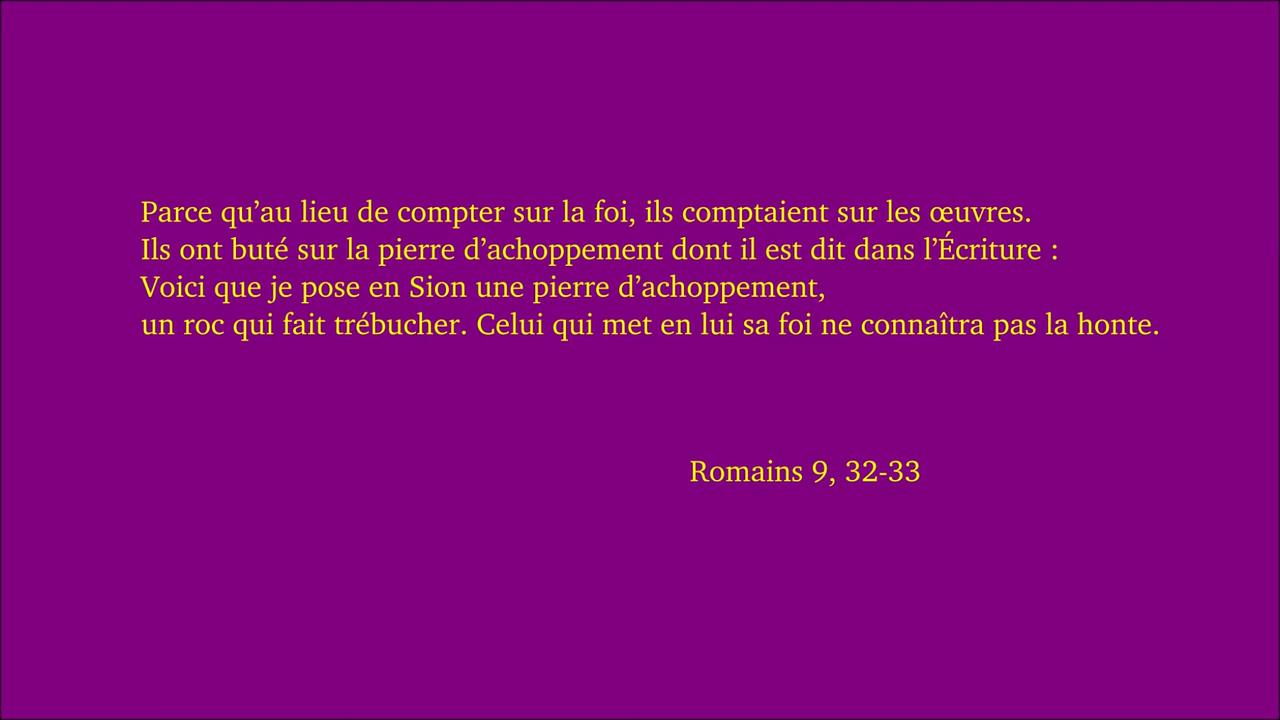 Parce qu’au lieu de compter sur la foi, ils comptaient sur les œuvres.
Ils ont buté sur la pierre d’achoppement dont il est dit dans l’Écriture :
Voici que je pose en Sion une pierre d’achoppement,
un roc qui fait trébucher. Celui qui met en lui sa foi ne connaîtra pas la honte.
Romains 9, 32-33